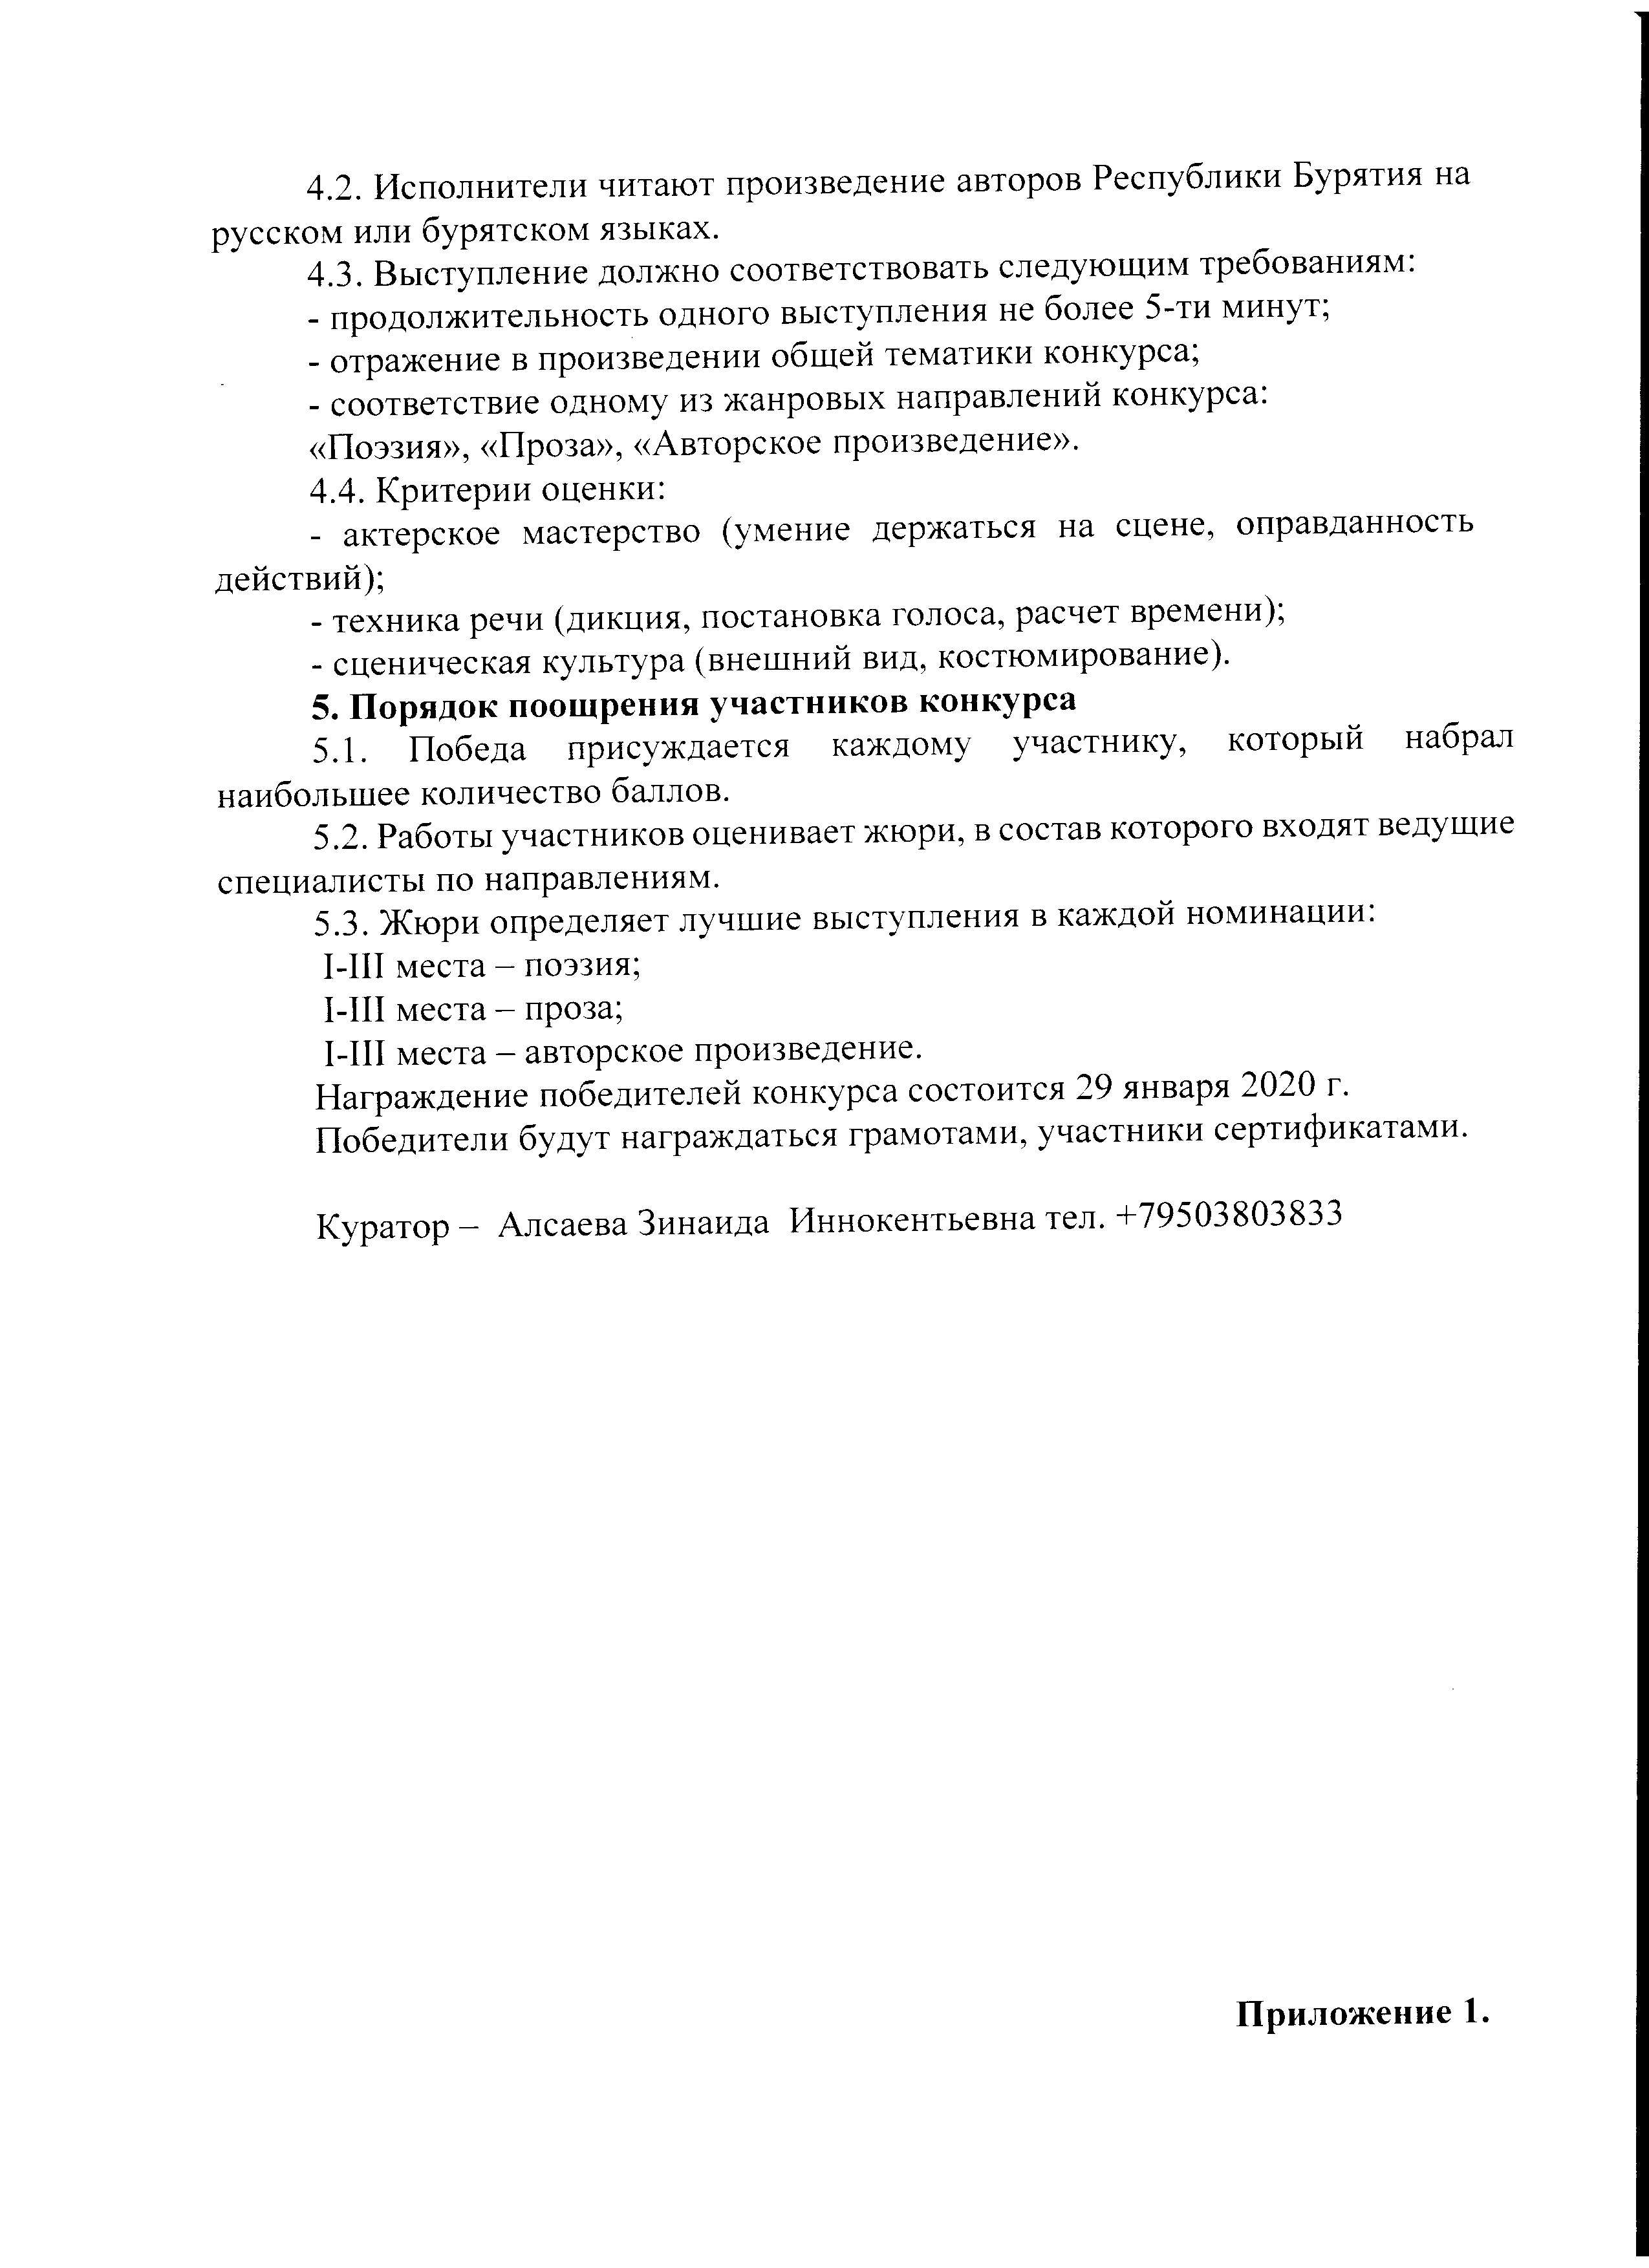 4.2. Исполнители читают произведение авторов Республики Бурятия на
русском или бурятском языках.
4.3. Выступление должно соответствовать следующим требованиям:
- продолжительность одного выступления не более 5-ти минут;
- отражение в произведении общей тематики конкурса;
- соответствие одному из жанровых направлений конкурса:
«Поэзия», «Проза», «Авторское произведение».
4.4. Критерии оценки:
- актерское мастерство (умение держаться на сцене, оправданность
действий);
- техника речи (дикция, постановка голоса, расчет времени);
- сценическая культура (внешний вид, костюмирование).
5. Порядок поощрения участников конкурса
5.1. Победа присуждается каждому участнику, который набрал
наибольшее количество баллов.
5.2. Работы участников оценивает жюри, в состав которого входят ведущие
специалисты по направлениям.
5.3. Жюри определяет лучшие выступления в каждой номинации:
I-III места – поэзия;
I-III места – проза;
I-III места – авторское произведение.
Награждение победителей конкурса состоится 29 января 2020 г.
Победители будут награждаться грамотами, участники сертификатами.
Куратор – Алсаева Зинаида Иннокентьевна тел. +79503803833
Приложение 1.